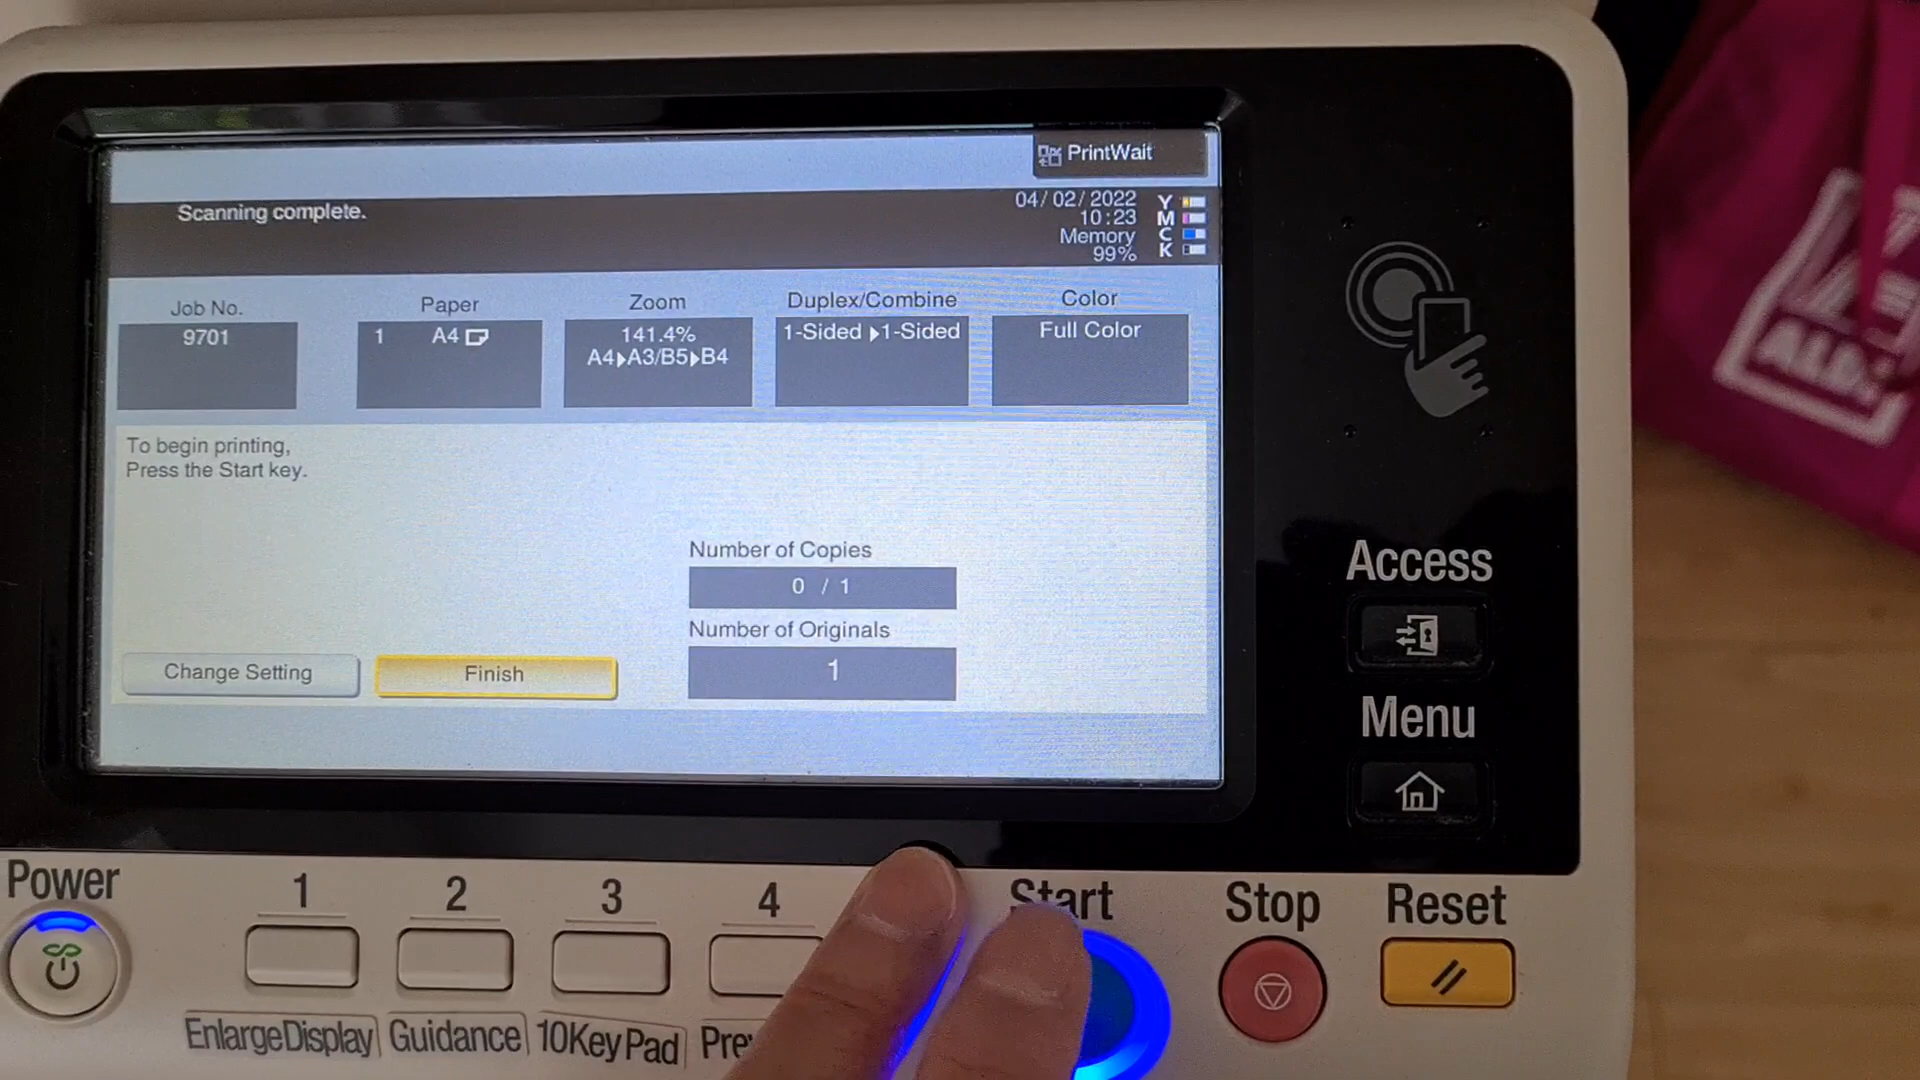 PrintWait
Scanning complete.
04/02/2022
10:23
Memory
99%
Y
M
C
K
Job No.
9701
Paper
1 A4
Zoom
141.4%
A4▸A3/B5▸B4
Duplex/Combine
1-Sided ▸1-Sided
Color
Full Color
To begin printing,
Press the Start key.
Number of Copies
0 / 1
Number of Originals
1
Change Setting
Finish
Access
Menu
Power
1
2
3
4
Start
Stop
Reset
EnlargeDisplay
Guidance
10KeyPad